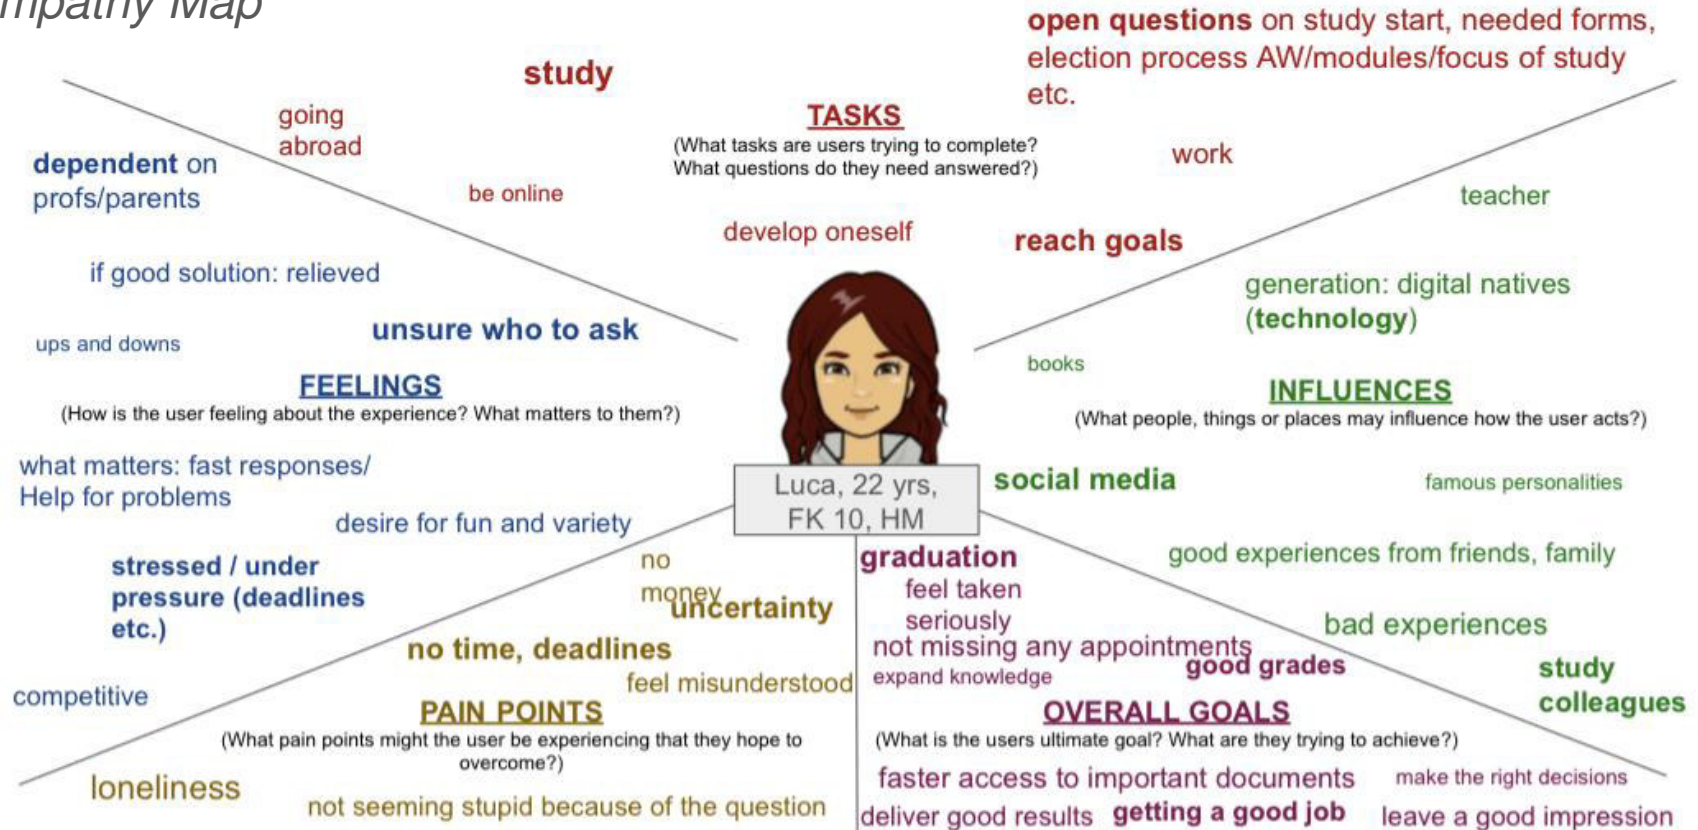 mpathy Map
open questions on study start, needed forms,
election process AW/modules/focus of study
etc.
study
going
abroad
TASKS
(What tasks are users trying to complete?
What questions do they need answered?)
work
be online
develop oneself
reach goals
dependent on
profs/parents
if good solution: relieved
unsure who to ask
ups and downs
FEELINGS
(How is the user feeling about the experience? What matters to them?)
what matters: fast responses/
Help for problems
desire for fun and variety
stressed / under
pressure (deadlines
etc.)
competitive
teacher
generation: digital natives
(technology)
books
INFLUENCES
(What people, things or places may influence how the user acts?)
social media
famous personalities
good experiences from friends, family
bad experiences
study
colleagues
Luca, 22 yrs,
FK 10, HM
no
money
uncertainty
no time, deadlines
feel misunderstood
PAIN POINTS
(What pain points might the user be experiencing that they hope to
overcome?)
loneliness
not seeming stupid because of the question
graduation
feel taken
seriously
not missing any appointments
good grades
expand knowledge
OVERALL GOALS
(What is the users ultimate goal? What are they trying to achieve?)
faster access to important documents
make the right decisions
deliver good results
getting a good job
leave a good impression